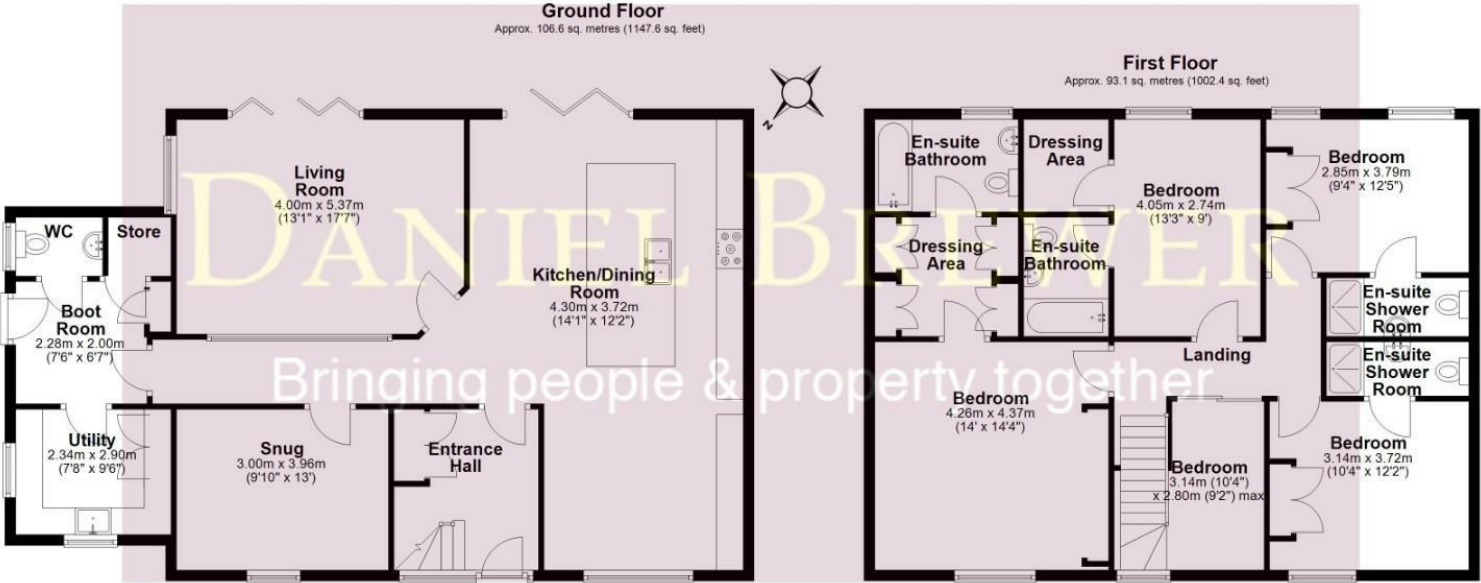 Ground Floor
Approx. 106.6 sq. metres (1147.6 sq. feet)
Living
Room
4.00m x 5.37m
(13'1" x 17'7")
WC
Store
Boot
Room
2.28m x 2.00m
(7'6" x 6'7")
Kitchen/Dining
Room
4.30m x 3.72m
(14'1" x 12'2")
Utility
2.34m x 2.90m
(7'8" x 9'6")
Snug
3.00m x 3.96m
(9'10" x 13')
Entrance
Hall
Z
First Floor
Approx. 93.1 sq. metres (1002.4 sq. feet)
En-suite
Bathroom
Dressing
Area
Bedroom
4.05m x 2.74m
(13'3" x 9')
Bedroom
2.85m x 3.79m
(9'4" x 12'5")
Dressing
Area
En-suite
Bathroom
En-suite
Shower
Room
Landing
En-suite
Shower
Room
Bedroom
4.26m x 4.37m
(14' x 14'4")
Bedroom
3.14m (10'4")
x 2.80m (9'2") max
Bedroom
3.14m x 3.72m
(10'4" x 12'2")
DANIEL BREWER
Bringing people & property together